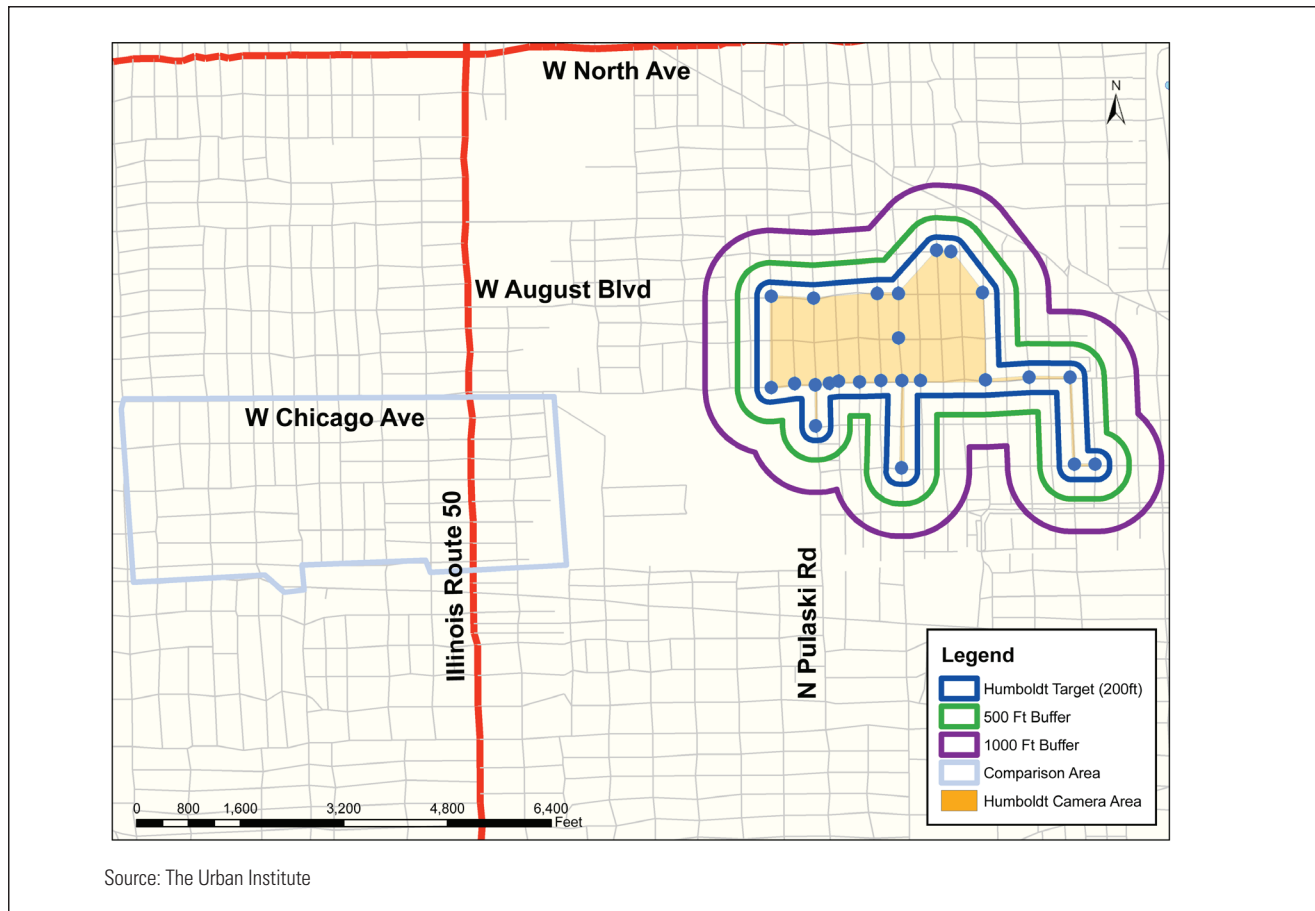 W North Ave
N
W August Blvd
W Chicago Ave
Illinois Route 50
N Pulaski Rd
Legend
Humboldt Target (200ft)
500 Ft Buffer
1000 Ft Buffer
Comparison Area
Humboldt Camera Area
0 800 1,600 3,200 4,800 6,400
Feet
Source: The Urban Institute